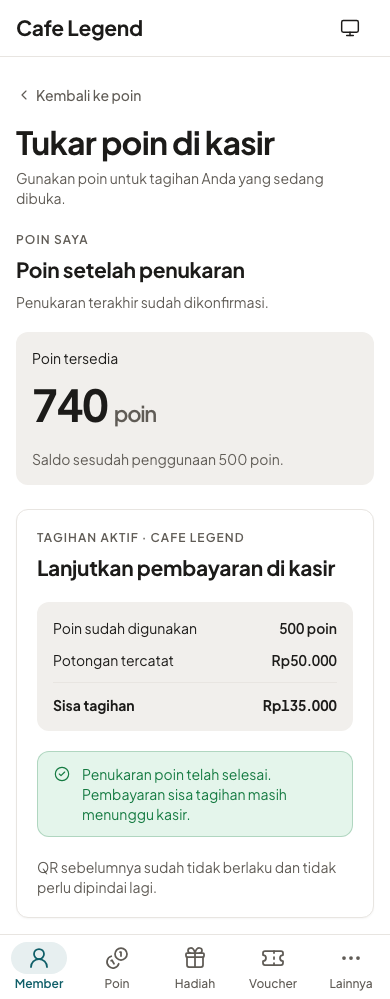 Cafe Legend
Kembali ke poin
Tukar poin di kasir
Gunakan poin untuk tagihan Anda yang sedang
dibuka.
POIN SAYA
Poin setelah penukaran
Penukaran terakhir sudah dikonfirmasi.
Poin tersedia
740 poin
Saldo sesudah penggunaan 500 poin.
TAGIHAN AKTIF · CAFE LEGEND
Lanjutkan pembayaran di kasir
Poin sudah digunakan 500 poin
Potongan tercatat Rp50.000
Sisa tagihan Rp135.000
Penukaran poin telah selesai.
Pembayaran sisa tagihan masih
menunggu kasir.
QR sebelumnya sudah tidak berlaku dan tidak
perlu dipindai lagi.
Member Poin Hadiah Voucher Lainnya